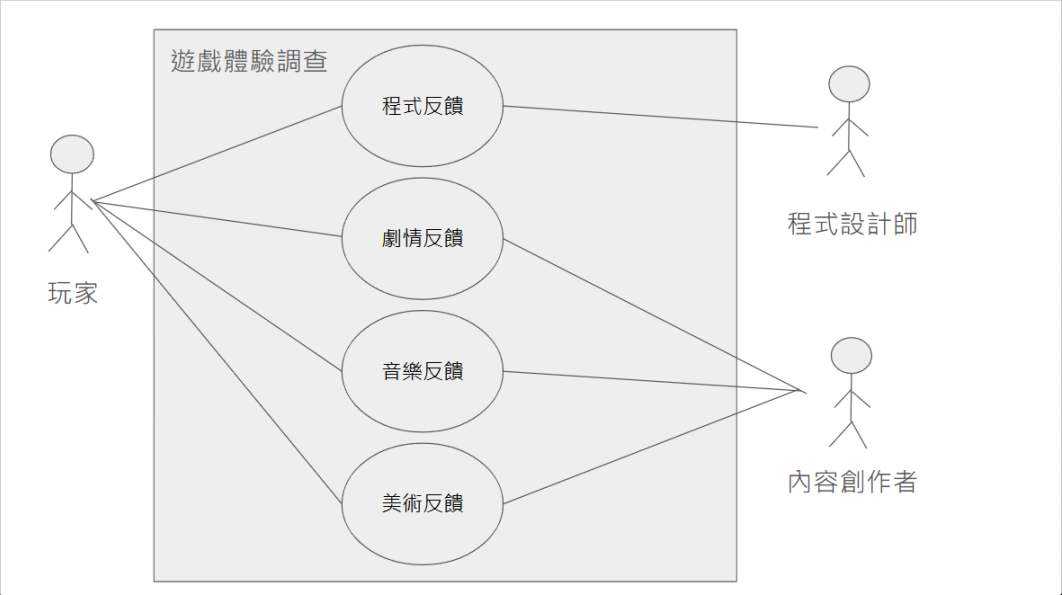 遊戲體驗調查
程式反饋
劇情反饋
音樂反饋
美術反饋
玩家
程式設計師
內容創作者